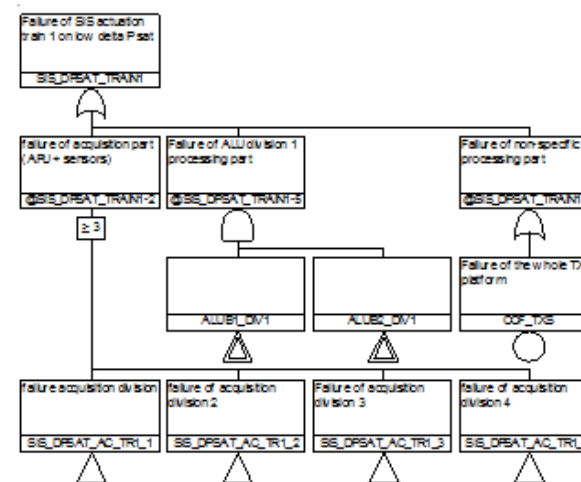 Failure of SIS actuation
train 1 on low delta Psat
SIS_DPSAT_TRAIN1
failure of acquisition part
(APU + sensors)
@SIS_DPSAT_TRAIN1-2
Failure of ALU division 1
processing part
@SIS_DPSAT_TRAIN1-5
Failure of non-specific
processing part
@SIS_DPSAT_TRAIN1
≥ 3
ALUB1_DIV1
ALUB2_DIV1
Failure of the whole TX
platform
CCF_TXS
failure acquisition division
SIS_DPSAT_AC_TR1_1
failure of acquisition
division 2
SIS_DPSAT_AC_TR1_2
Failure of acquisition
division 3
SIS_DPSAT_AC_TR1_3
failure of acquisition
division 4
SIS_DPSAT_AC_TR1_